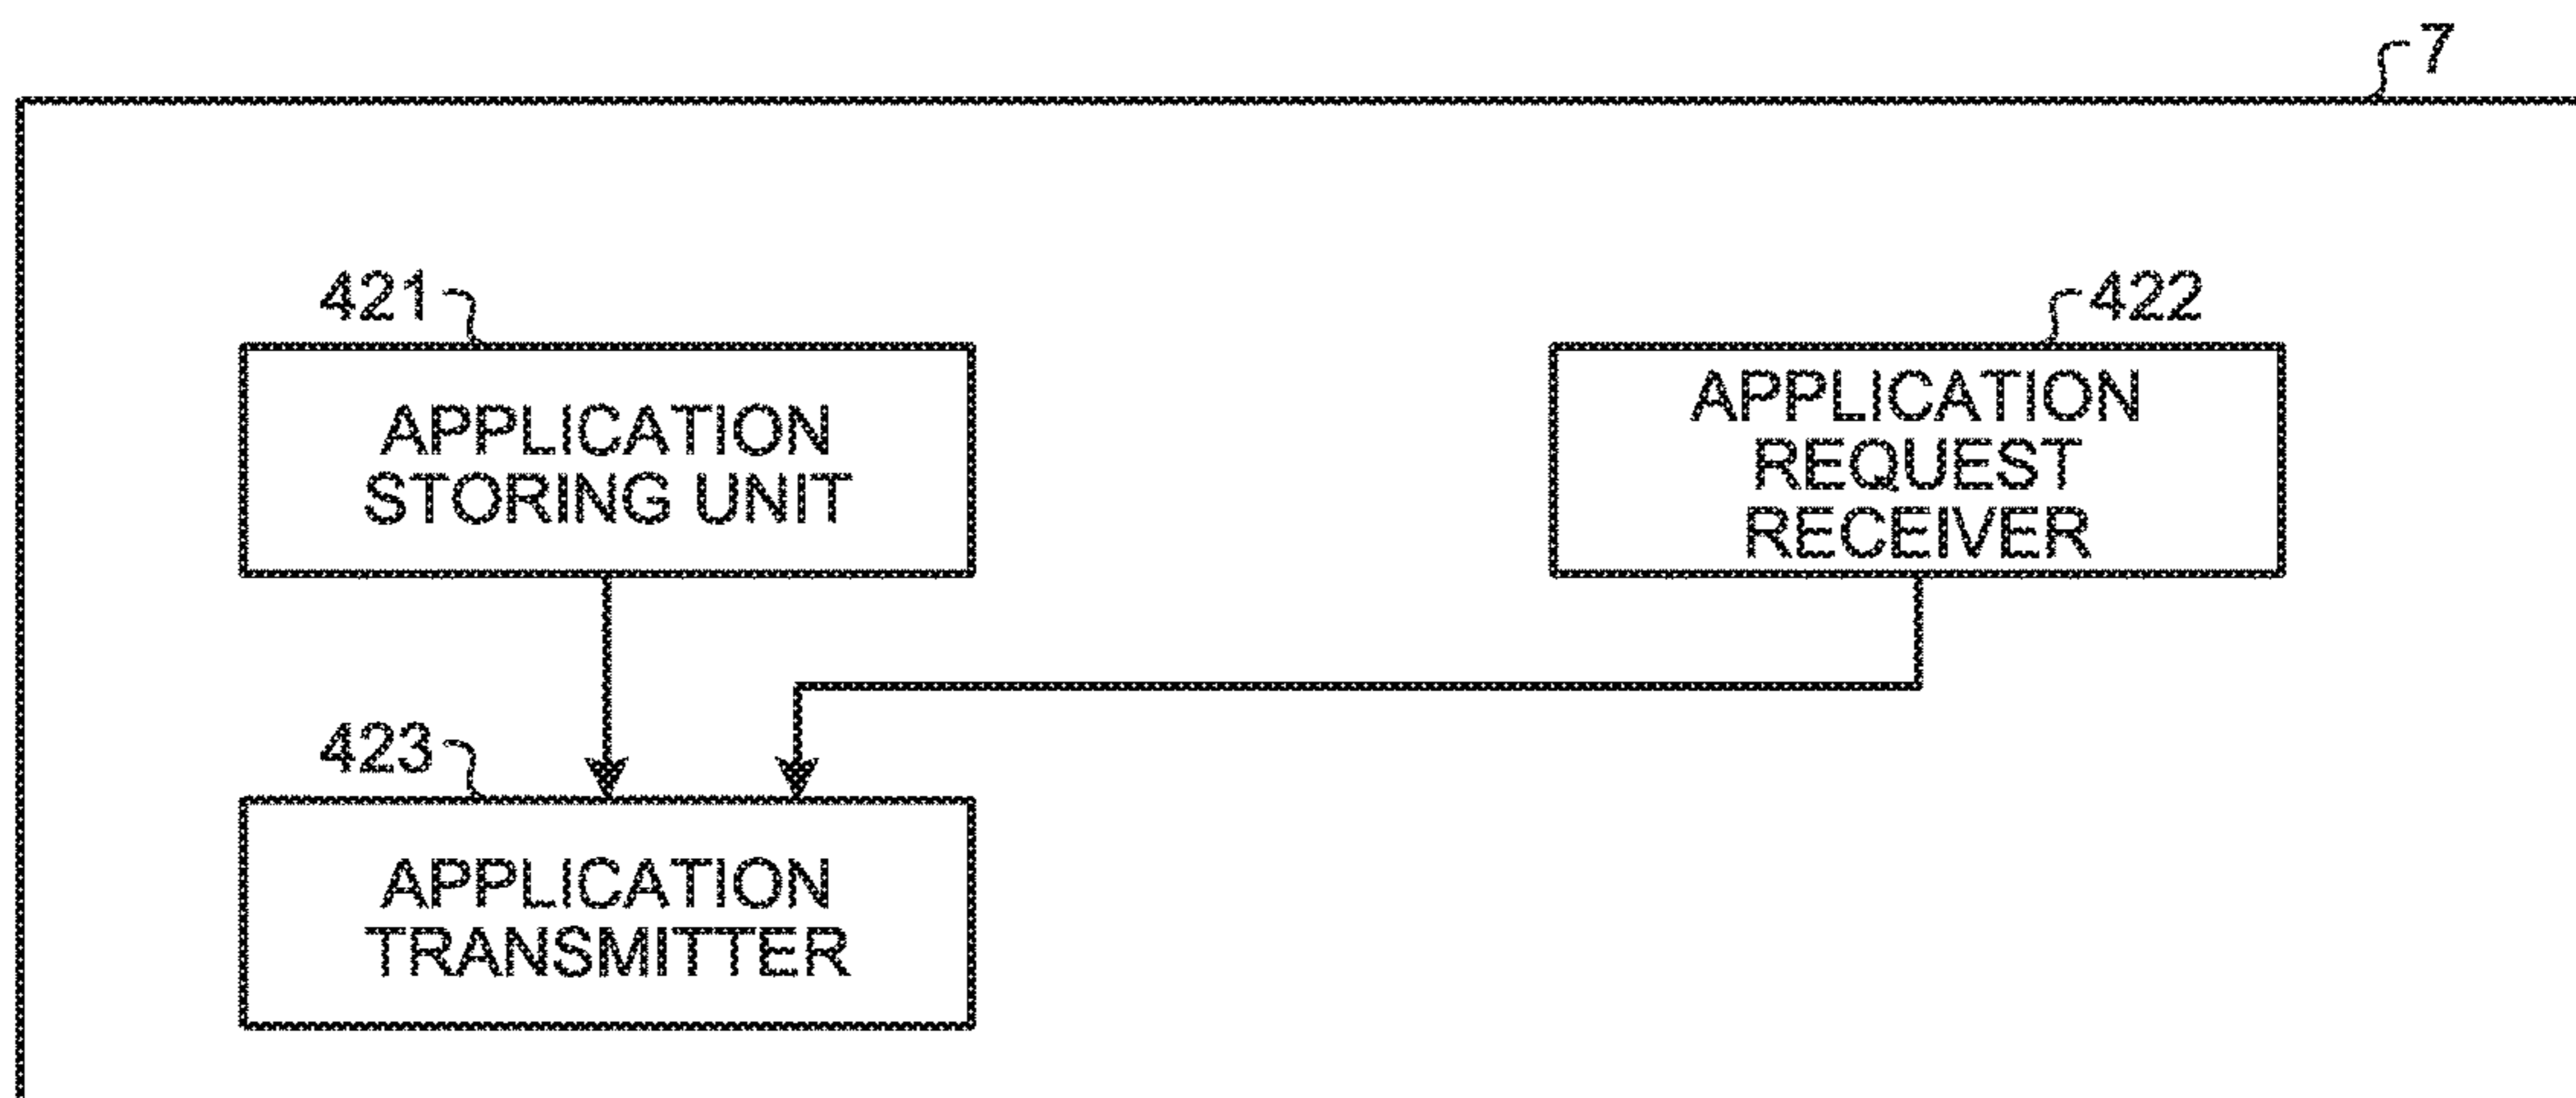 7
421
422
APPLICATION
STORING UNIT
APPLICATION
REQUEST
RECEIVER
423
APPLICATION
TRANSMITTER